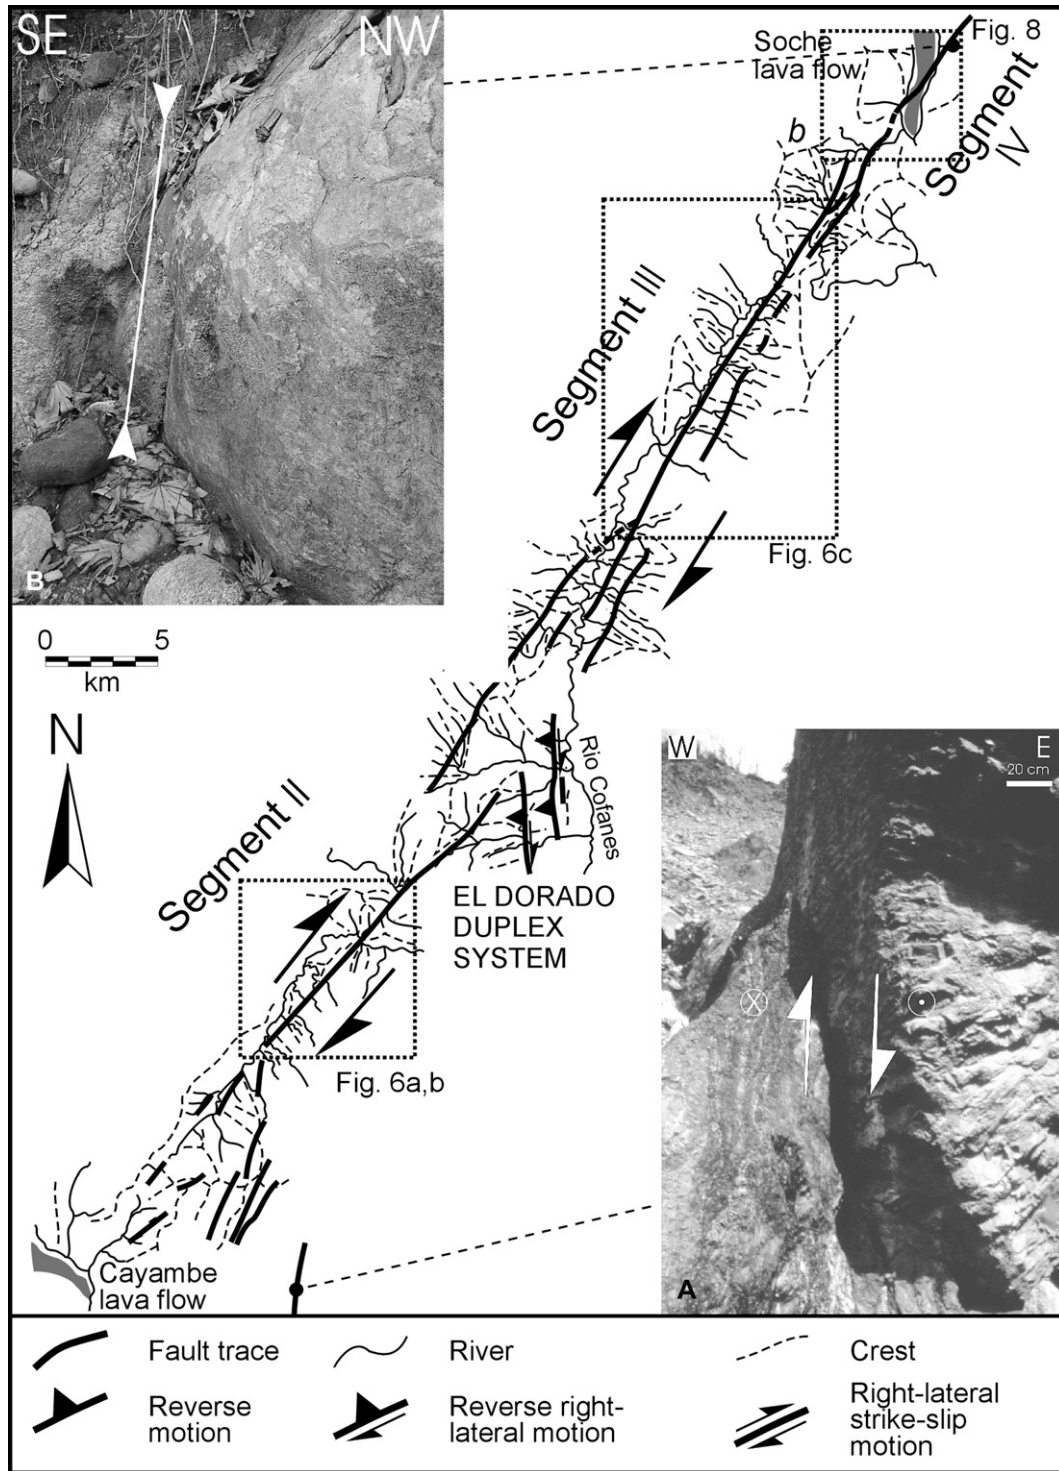 SE
NW
B
Soche
lava flow
Fig. 8
Segment
IV
b
Segment III
Fig. 6c
0 5
km
N
Segment II
Rio Cofanes
EL DORADO
DUPLEX
SYSTEM
Fig. 6a,b
Cayambe
lava flow
W
E
20 cm
X
A
Fault trace
River
Crest
Reverse
motion
Reverse right-
lateral motion
Right-lateral
strike-slip
motion